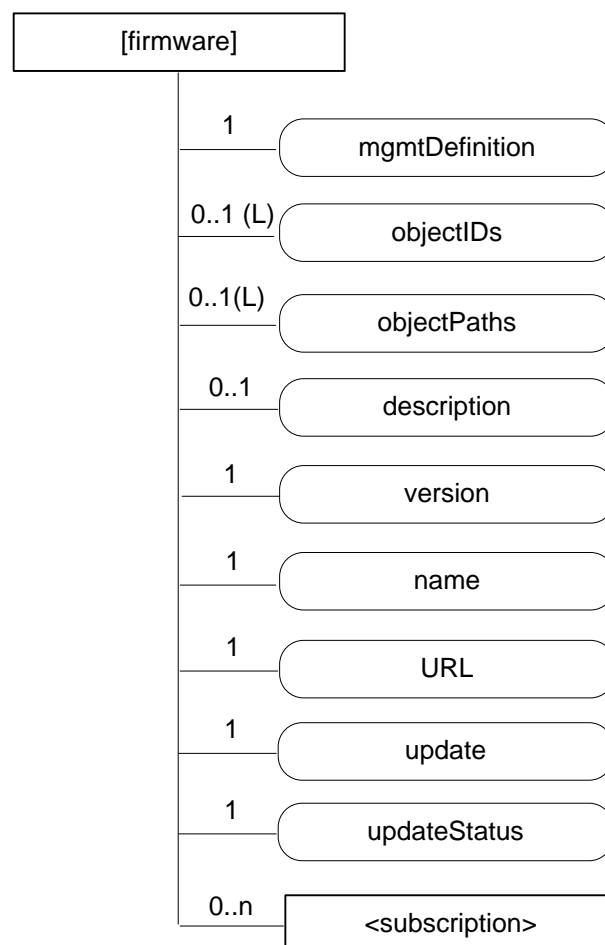 [firmware]
1
mgmtDefinition
0..1 (L)
objectIDs
0..1(L)
objectPaths
0..1
description
1
version
1
name
1
URL
1
update
1
updateStatus
0..n
<subscription>